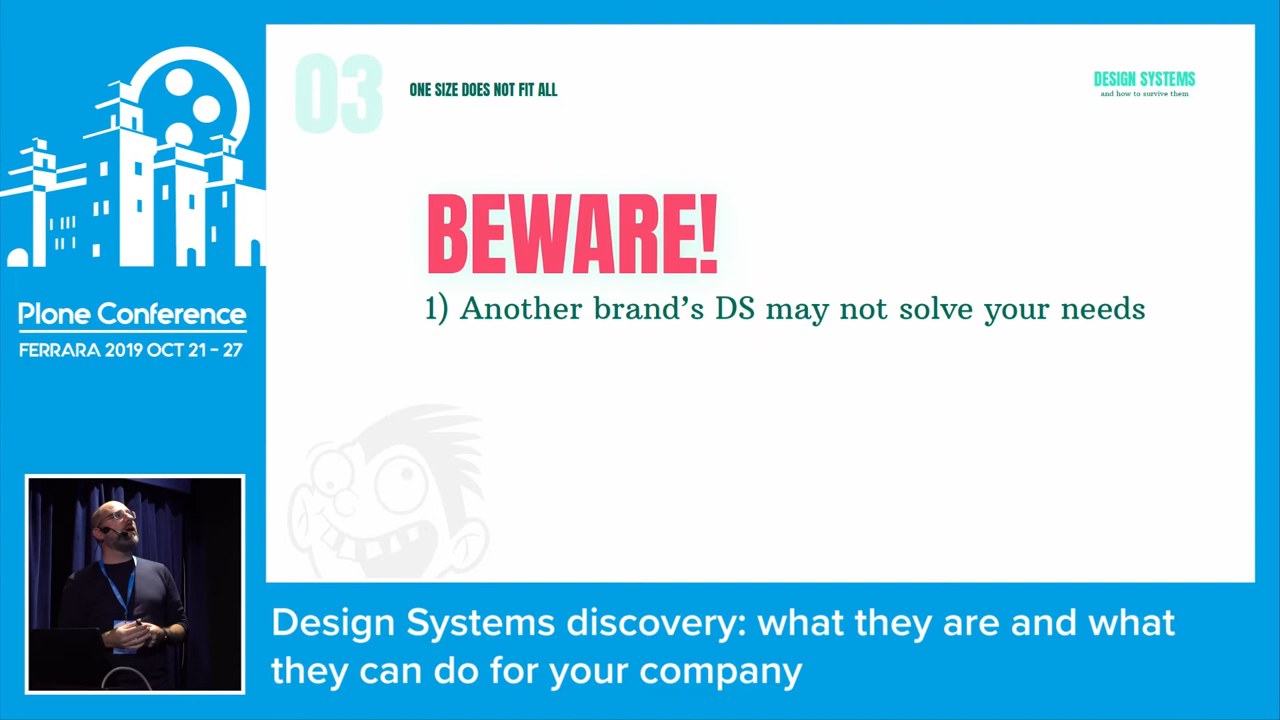 03
ONE SIZE DOES NOT FIT ALL
DESIGN SYSTEMS
and how to survive them
BEWARE!
1) Another brand’s DS may not solve your needs
Plone Conference
FERRARA 2019 OCT 21 - 27
Design Systems discovery: what they are and what
they can do for your company